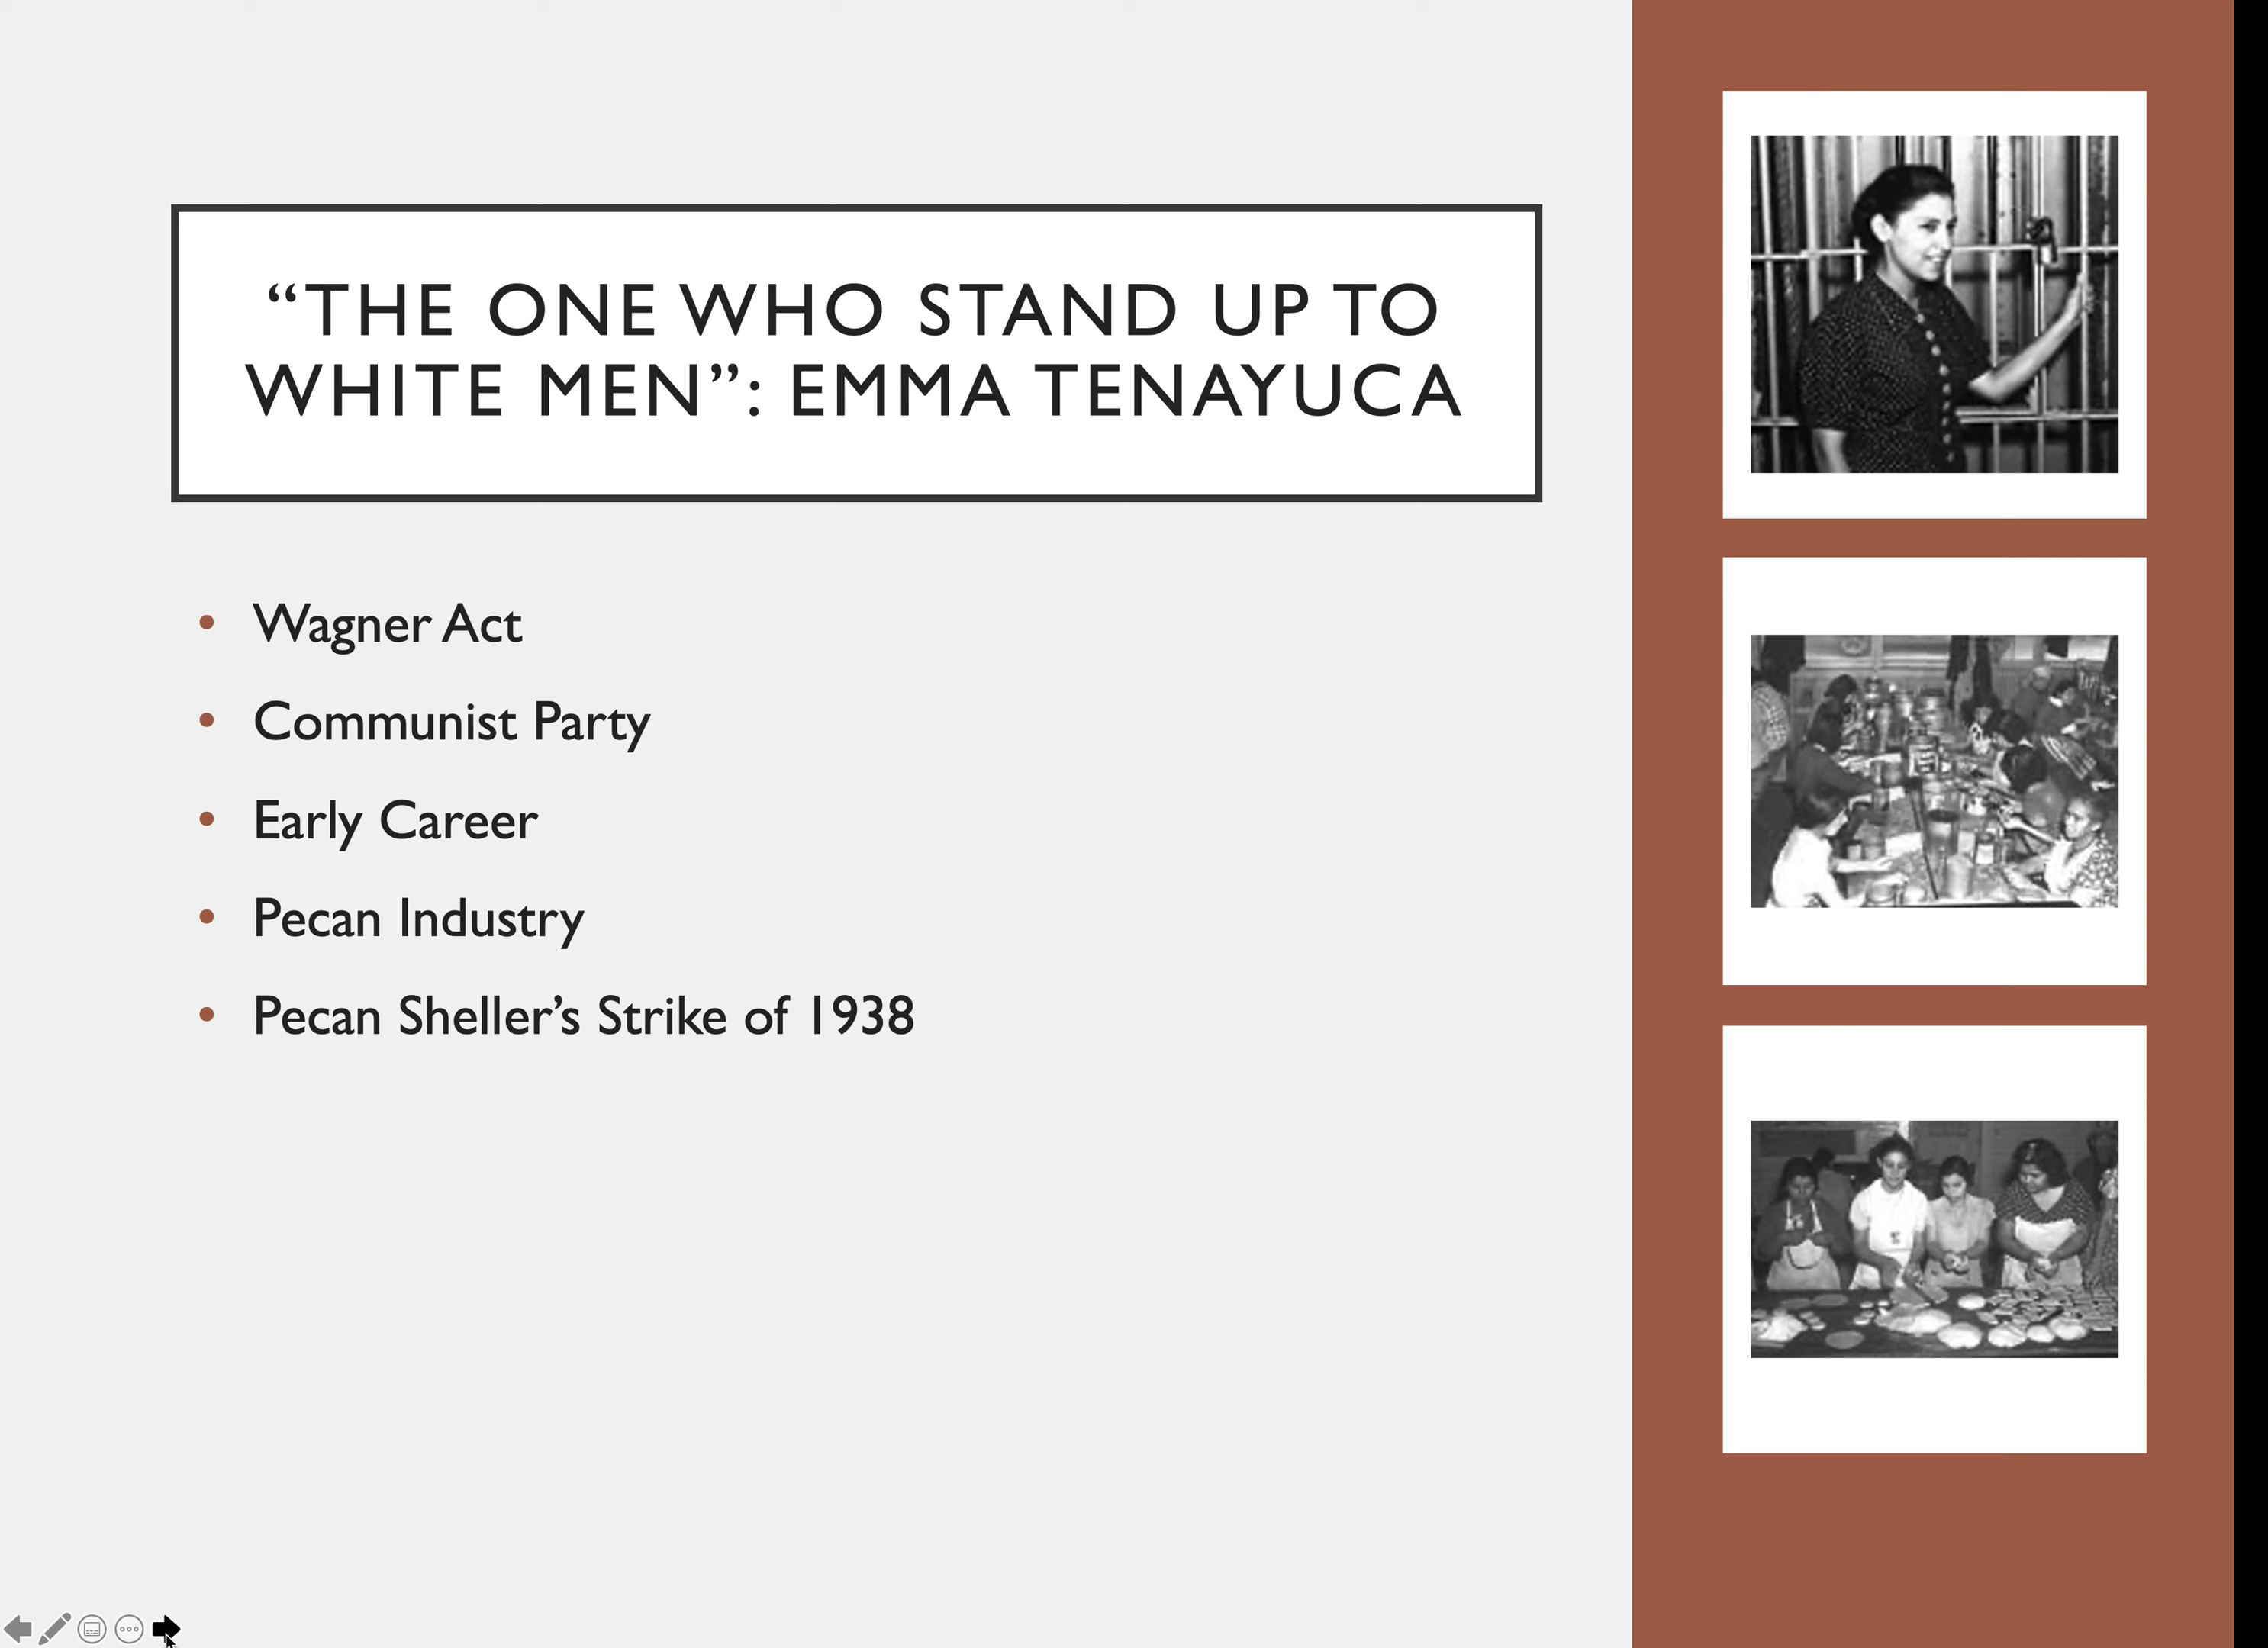 “THE ONE WHO STAND UP TO
WHITE MEN”: EMMA TENAYUCA
• Wagner Act
• Communist Party
• Early Career
• Pecan Industry
• Pecan Sheller’s Strike of 1938